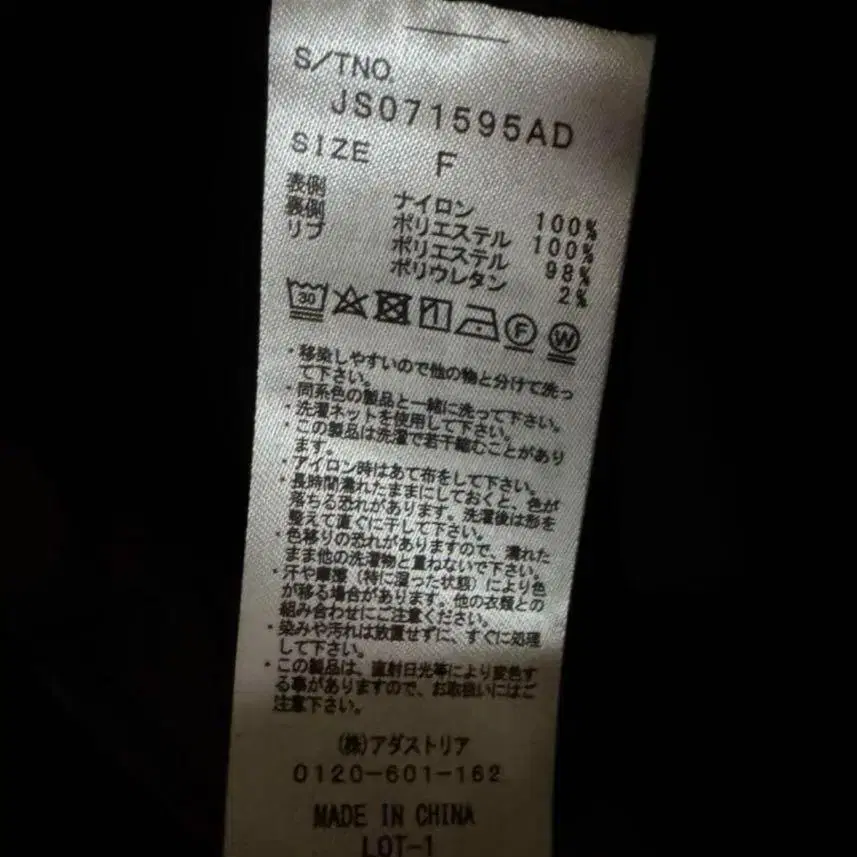 S/TNO.
JS071595AD
SIZE F
表側 ナイロン 100%
裏側 ポリエステル 100%
リブ ポリエステル 98%
ポリウレタン 2%
30
F W
・移染しやすいので他の物と分けて洗っ
て下さい。
・同系色の製品と一緒に洗って下さい。
・洗濯ネットを使用して下さい。
・この製品は洗濯で若干縮むことがあり
ます。
・アイロン時はあて布をして下さい。
・長時間濡れたままにしておくと、色が
落ちる恐れがあります。洗濯後は形を
整えて直ぐに干して下さい。
・色移りの恐れがありますので、濡れた
まま他の洗濯物と重ねないで下さい。
・汗や摩擦（特に湿った状態）により色
が移る場合があります。他の衣類との
組み合わせにご注意ください。
・染みや汚れは放置せずに、すぐに処理
して下さい。
・この製品は、直射日光等により変色す
る事がありますので、お取扱いにはご
注意下さい。
(株)アダストリア
0120-601-162
MADE IN CHINA
LOT-1